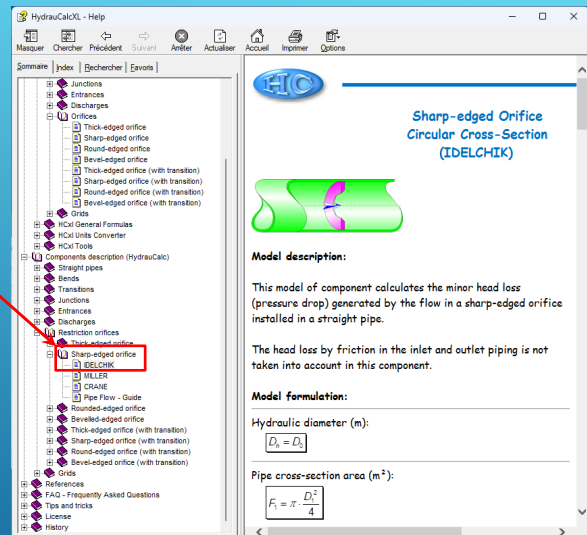 HydrauCalcXL - Help
Masquer Chercher Précédent Suivant Arrêter Actualiser Accueil Imprimer Options
Sommaire Index Rechercher Favoris
Junctions
Entrances
Discharges
Orifices
Thick-edged orifice
Sharp-edged orifice
Round-edged orifice
Bevel-edged orifice
Thick-edged orifice (with transition)
Sharp-edged orifice (with transition)
Round-edged orifice (with transition)
Bevel-edged orifice (with transition)
Grids
HCxl General Formulas
HCxl Units Converter
HCxl Tools
Components description (HydrauCalc)
Straight pipes
Bends
Transitions
Junctions
Entrances
Discharges
Restriction orifices
Thick-edged orifice
Sharp-edged orifice
IDELCHIK
MILLER
CRANE
Pipe Flow - Guide
Rounded-edged orifice
Bevelled-edged orifice
Thick-edged orifice (with transition)
Sharp-edged orifice (with transition)
Round-edged orifice (with transition)
Bevel-edged orifice (with transition)
Grids
References
FAQ - Frequently Asked Questions
Tips and tricks
License
History
HC
Sharp-edged Orifice
Circular Cross-Section
(IDELCHIK)
Model description:
This model of component calculates the minor head loss
(pressure drop) generated by the flow in a sharp-edged orifice
installed in a straight pipe.
The head loss by friction in the inlet and outlet piping is not
taken into account in this component.
Model formulation:
Hydraulic diameter (m):
Dₕ = D₀
Pipe cross-section area (m²):
F₁ = π · D₁² / 4